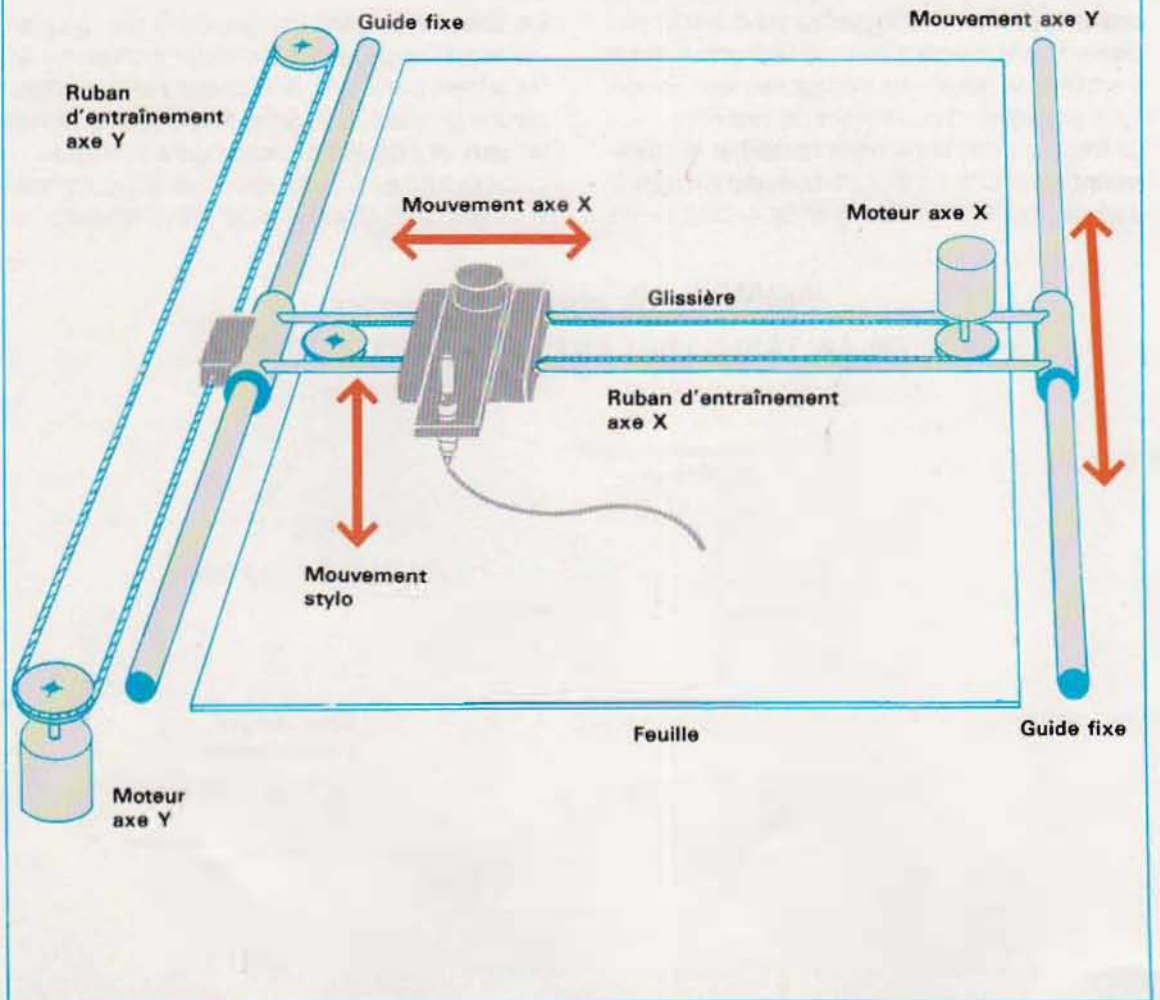 Guide fixe
Mouvement axe Y
Ruban
d'entraînement
axe Y
Mouvement axe X
Moteur axe X
Glissière
Ruban d'entraînement
axe X
Mouvement
stylo
Feuille
Guide fixe
Moteur
axe Y